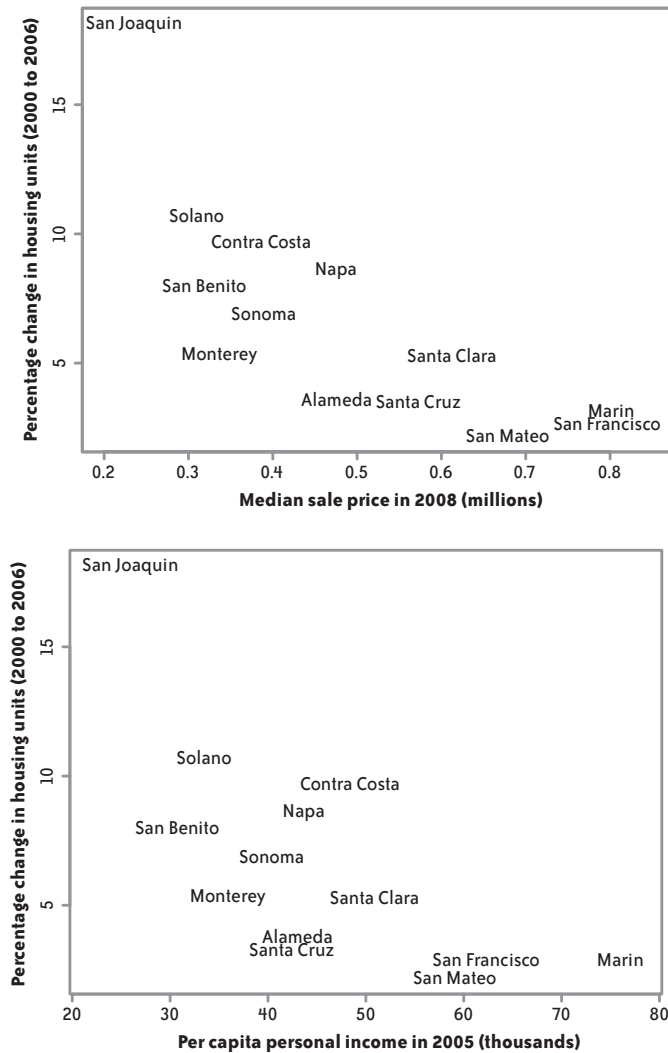 Percentage change in housing units (2000 to 2006)
15
10
5
San Joaquin
Solano
Contra Costa
Napa
San Benito
Sonoma
Monterey
Santa Clara
Alameda
Santa Cruz
Marin
San Francisco
San Mateo
0.2 0.3 0.4 0.5 0.6 0.7 0.8
Median sale price in 2008 (millions)
Percentage change in housing units (2000 to 2006)
15
10
5
San Joaquin
Solano
Contra Costa
Napa
San Benito
Sonoma
Monterey
Santa Clara
Alameda
Santa Cruz
San Francisco
Marin
San Mateo
20 30 40 50 60 70 80
Per capita personal income in 2005 (thousands)